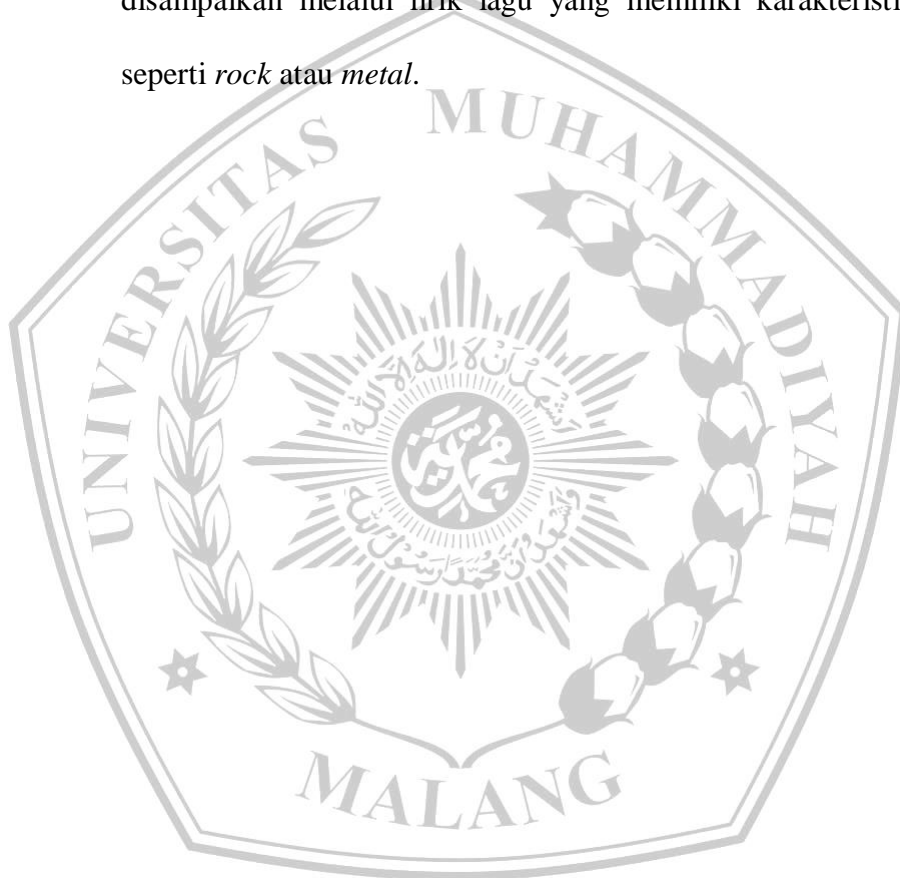 disampaikan melalui lirik lagu yang memiliki karakteristi
seperti rock atau metal.
UNIVERSITAS MUHAMMADIYAH
MALANG